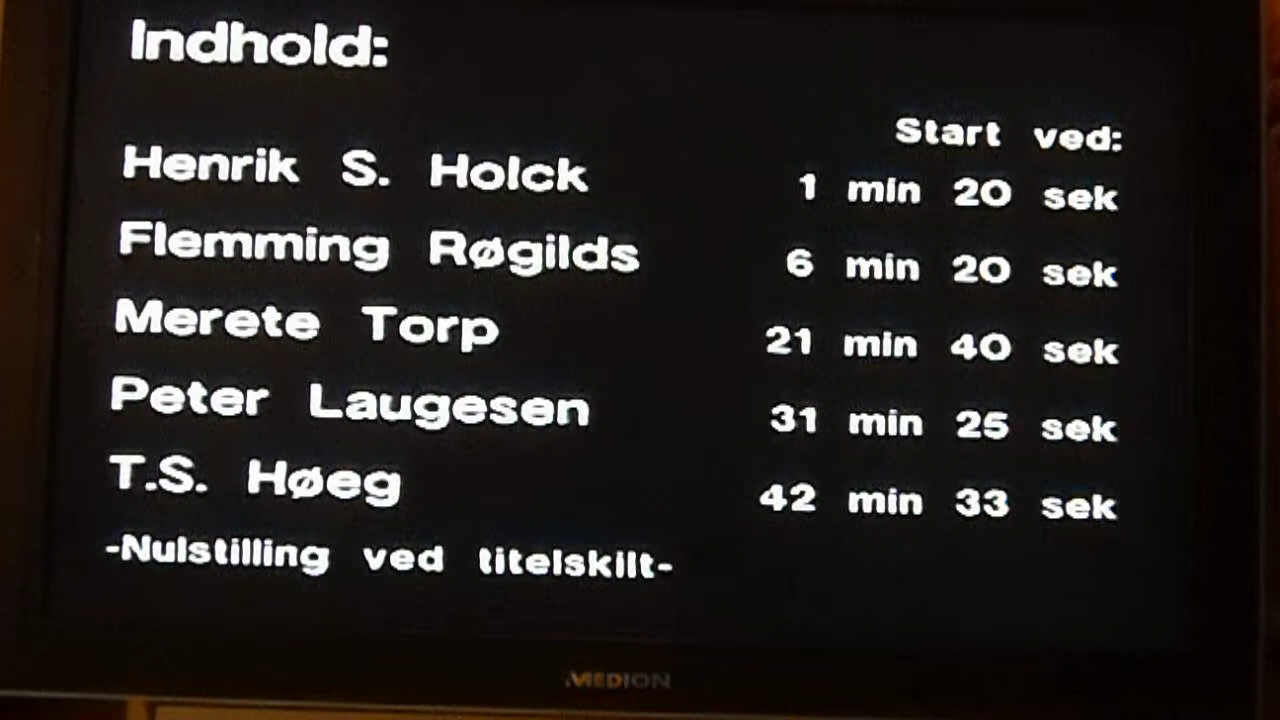 Indhold:
Start ved:
Henrik S. Holck 1 min 20 sek
Flemming Røgilds 6 min 20 sek
Merete Torp 21 min 40 sek
Peter Laugesen 31 min 25 sek
T.S. Høeg 42 min 33 sek
-Nulstilling ved titelskilt-
MEDION